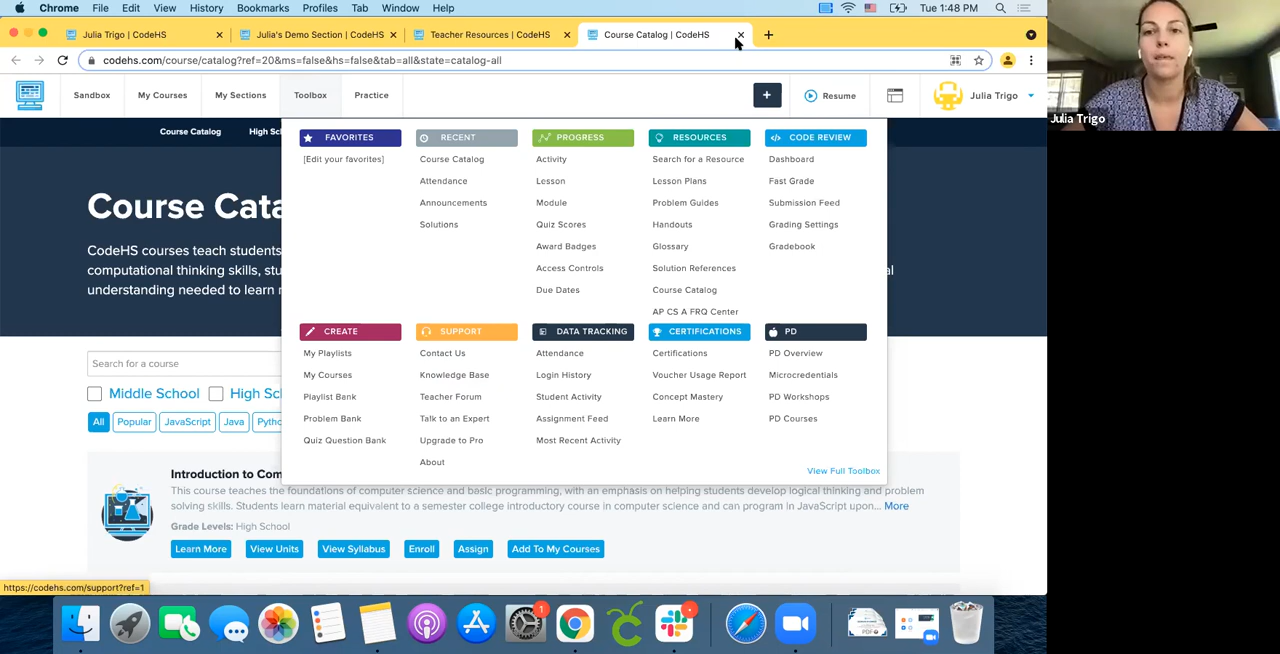 Chrome File Edit View History Bookmarks Profiles Tab Window Help Tue 1:48 PM
Julia Trigo | CodeHS Julia's Demo Section | CodeHS Teacher Resources | CodeHS Course Catalog | CodeHS
codehs.com/course/catalog?ref=20&ms=false&hs=false&tab=all&state=catalog-all
Sandbox My Courses My Sections Toolbox Practice + Resume Julia Trigo
Julia Trigo
Course Catalog High Sc
FAVORITES RECENT PROGRESS RESOURCES CODE REVIEW
[Edit your favorites] Course Catalog Activity Search for a Resource Dashboard
Attendance Lesson Lesson Plans Fast Grade
Announcements Module Problem Guides Submission Feed
Solutions Quiz Scores Handouts Grading Settings
Award Badges Glossary Gradebook
Access Controls Solution References
Due Dates Course Catalog
AP CS A FRQ Center
CREATE SUPPORT DATA TRACKING CERTIFICATIONS PD
My Playlists Contact Us Attendance Certifications PD Overview
My Courses Knowledge Base Login History Voucher Usage Report Microcredentials
Playlist Bank Teacher Forum Student Activity Concept Mastery PD Workshops
Problem Bank Talk to an Expert Assignment Feed Learn More PD Courses
Quiz Question Bank Upgrade to Pro Most Recent Activity
About
View Full Toolbox
Course Cata
CodeHS courses teach students
computational thinking skills, stu al
understanding needed to learn r
Search for a course
Middle School High Sc
All Popular JavaScript Java Pytho
Introduction to Com
This course teaches the foundations of computer science and basic programming, with an emphasis on helping students develop logical thinking and problem
solving skills. Students learn material equivalent to a semester college introductory course in computer science and can program in JavaScript upon... More
Grade Levels: High School
Learn More View Units View Syllabus Enroll Assign Add To My Courses
https://codehs.com/support?ref=1
1
PDF